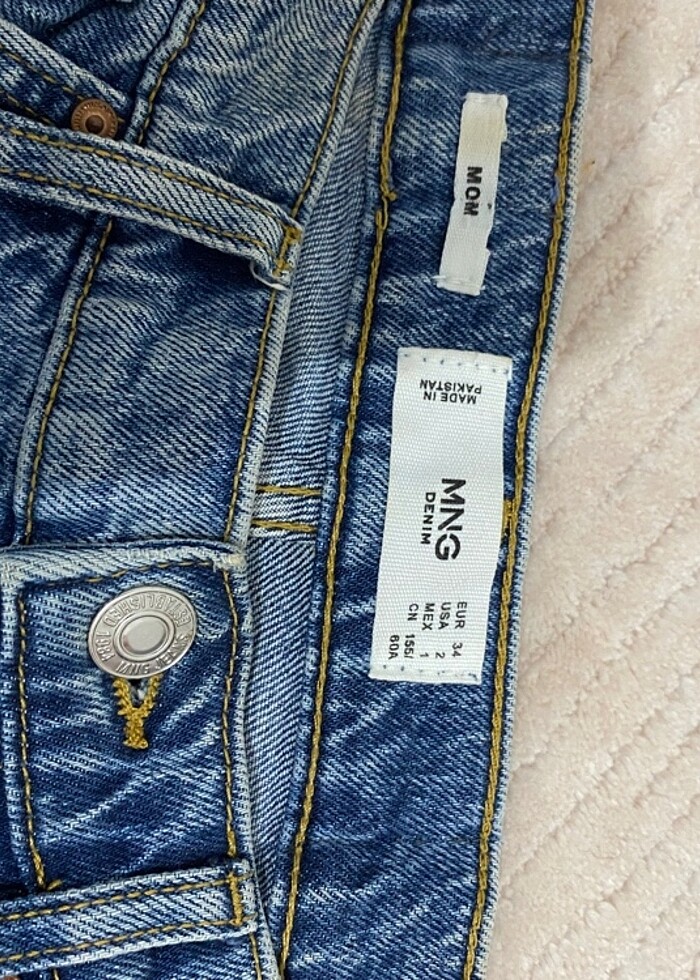 MOM
MADE IN
PAKISTAN
MNG
DENIM
EUR 34
USA 2
MEX 1
CN 155/
60A